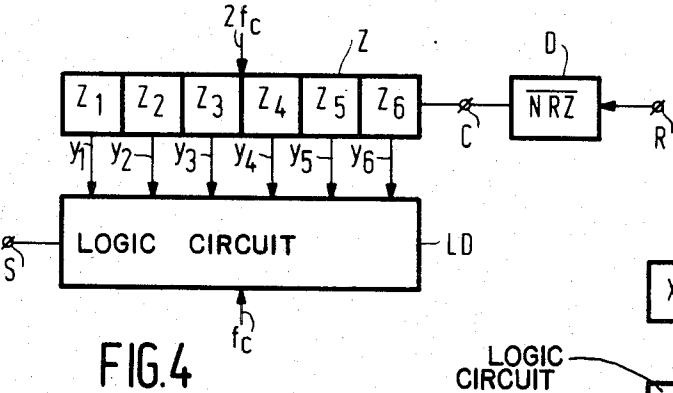 2fc
Z
D
Z1 Z2 Z3 Z4 Z5 Z6
C
NRZ
R
y1 y2 y3 y4 y5 y6
LOGIC CIRCUIT
LD
S
fc
FIG.4
LOGIC
CIRCUIT